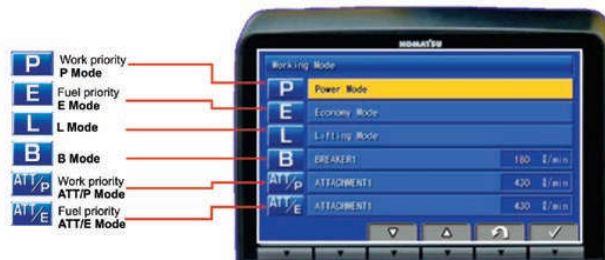 P Work priority
P Mode
E Fuel priority
E Mode
L L Mode
B B Mode
ATT/P Work priority
ATT/P Mode
ATT/E Fuel priority
ATT/E Mode
KOMATSU
Working Mode
P Power Mode
E Economy Mode
L Lifting Mode
B BREAKER1 180 ℓ/min
ATT/P ATTACHMENT1 430 ℓ/min
ATT/E ATTACHMENT1 430 ℓ/min